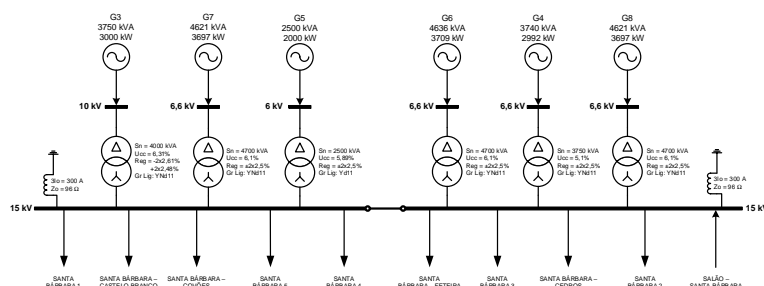 G3
3750 kVA
3000 kW
G7
4621 kVA
3697 kW
G5
2500 kVA
2000 kW
G6
4636 kVA
3709 kW
G4
3740 kVA
2992 kW
G8
4621 kVA
3697 kW
10 kV
6,6 kV
6 kV
6,6 kV
6,6 kV
6,6 kV
Sn = 4000 kVA
Ucc = 6,31%
Reg = -2x2,61%
+2x2,48%
Gr Lig: YNd11
Sn = 4700 kVA
Ucc = 6,1%
Reg = ±2x2,5%
Gr Lig: YNd11
Sn = 2500 kVA
Ucc = 5,89%
Reg = ±2x2,5%
Gr Lig: Yd11
Sn = 4700 kVA
Ucc = 6,1%
Reg = ±2x2,5%
Gr Lig: YNd11
Sn = 3750 kVA
Ucc = 5,1%
Reg = ±2x2,5%
Gr Lig: YNd11
Sn = 4700 kVA
Ucc = 6,1%
Reg = ±2x2,5%
Gr Lig: YNd11
3Io = 300 A
Zo = 96 Ω
3Io = 300 A
Zo = 96 Ω
15 kV
15 kV
SANTA
SANTA BÁRBARA –
SANTA BÁRBARA –
SANTA
SANTA
SANTA
SANTA
SANTA BÁRBARA –
SANTA
SALÃO –